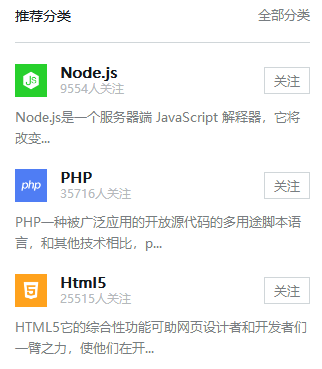 推荐分类 全部分类
Node.js
9554人关注
关注
Node.js是一个服务器端 JavaScript 解释器，它将
改变...
php
PHP
35716人关注
关注
PHP一种被广泛应用的开放源代码的多用途脚本语
言，和其他技术相比，p...
Html5
25515人关注
关注
HTML5它的综合性功能可助网页设计者和开发者们
一臂之力，使他们在开...